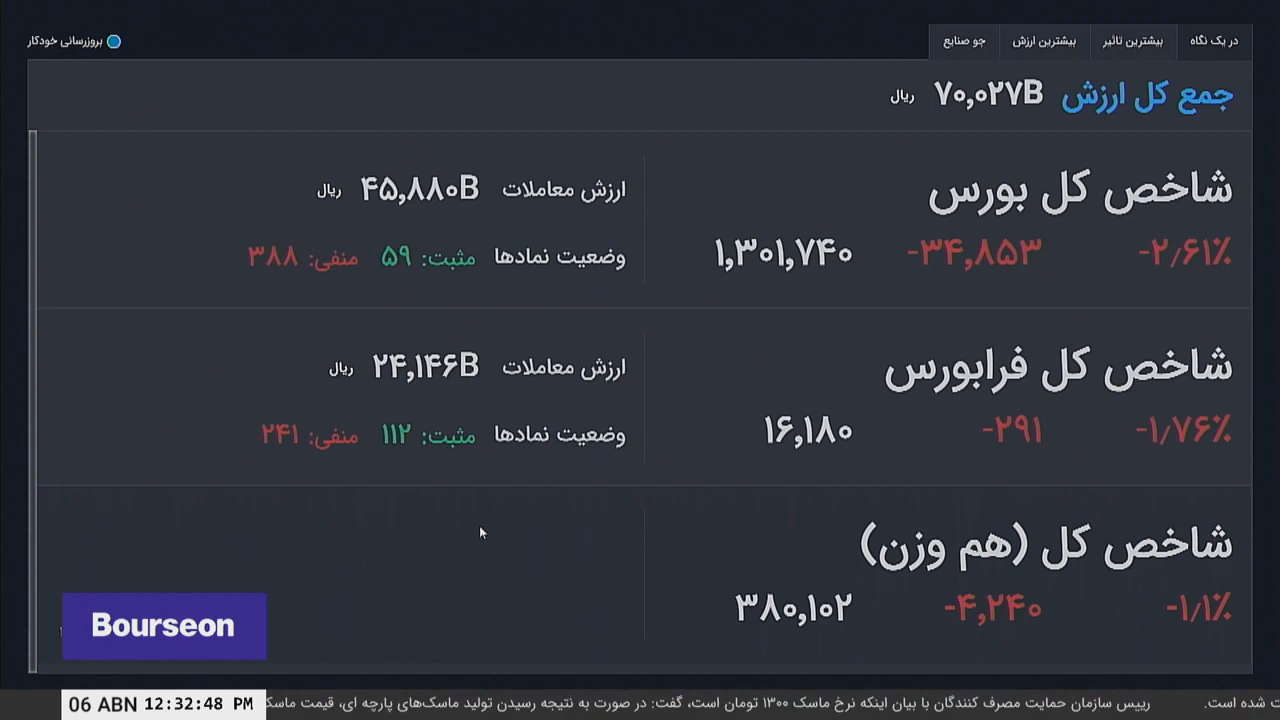 در یک نگاه
بیشترین تاثیر
بیشترین ارزش
جو صنایع
بروزرسانی خودکار
جمع کل ارزش ۷۰,۰۲۷B ریال
شاخص کل بورس
-۲٫۶۱٪ -۳۴,۸۵۳ ۱,۳۰۱,۷۴۰
ارزش معاملات ۴۵,۸۸۰B ریال
وضعیت نمادها مثبت: ۵۹ منفی: ۳۸۸
شاخص کل فرابورس
-۱٫۷۶٪ -۲۹۱ ۱۶,۱۸۰
ارزش معاملات ۲۴,۱۴۶B ریال
وضعیت نمادها مثبت: ۱۱۲ منفی: ۲۴۱
شاخص کل (هم وزن)
-۱٫۱٪ -۴,۲۴۰ ۳۸۰,۱۰۲
Bourseon
شده است. رییس سازمان حمایت مصرف کنندگان با بیان اینکه نرخ ماسک ۱۳۰۰ تومان است، گفت: در صورت به نتیجه رسیدن تولید ماسک‌های پارچه ای، قیمت ماسک
06 ABN 12:32:48 PM